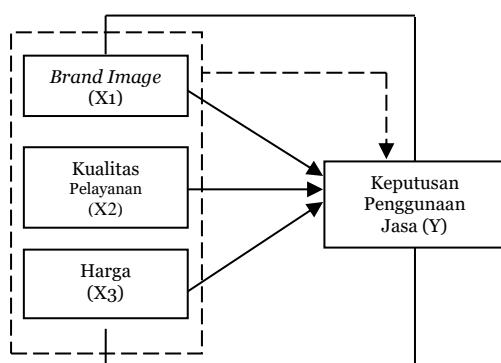 Brand Image
(X1)
Kualitas
Pelayanan
(X2)
Harga
(X3)
Keputusan
Penggunaan
Jasa (Y)